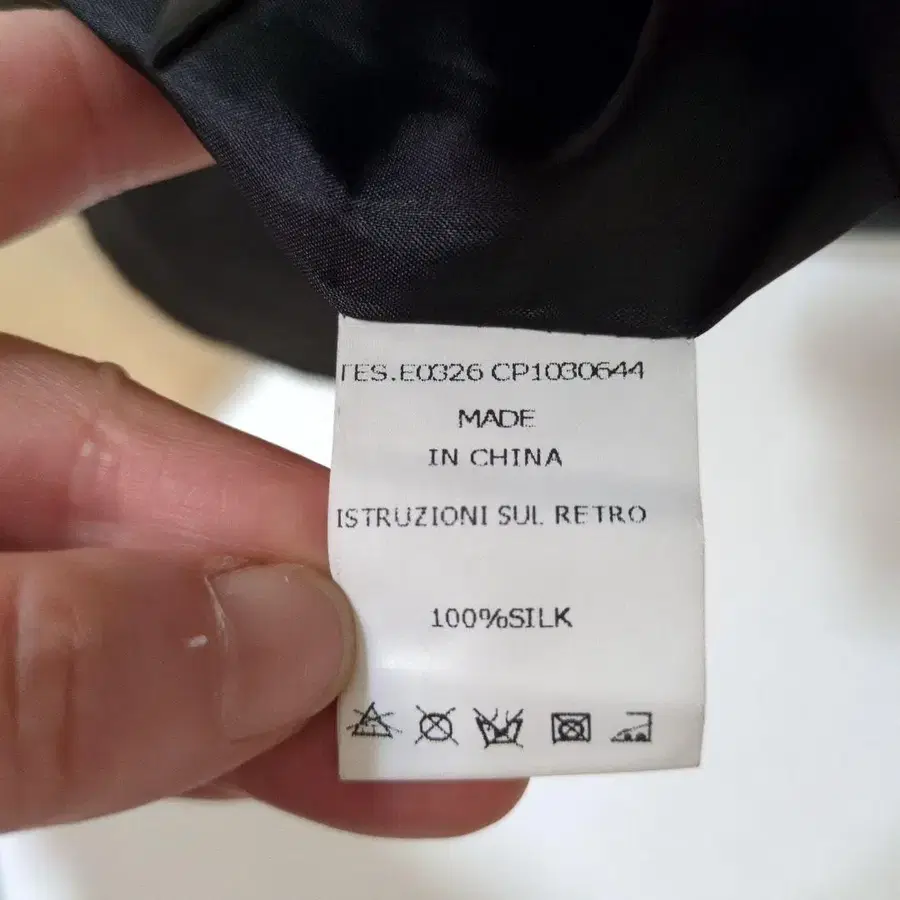 TES.E0326 CP1030644
MADE
IN CHINA
ISTRUZIONI SUL RETRO
100%SILK